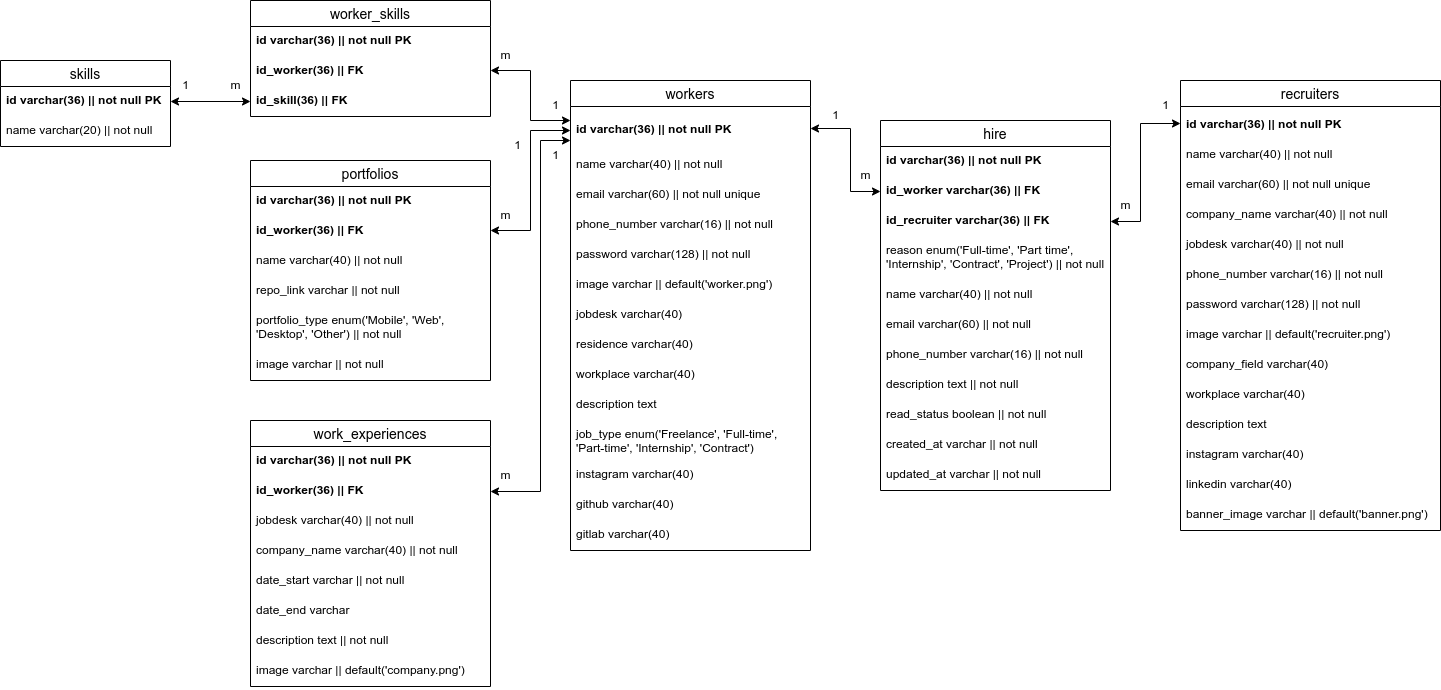 worker_skills
id varchar(36) || not null PK
id_worker(36) || FK
id_skill(36) || FK
skills
id varchar(36) || not null PK
name varchar(20) || not null
1
m
m
1
portfolios
id varchar(36) || not null PK
id_worker(36) || FK
name varchar(40) || not null
repo_link varchar || not null
portfolio_type enum('Mobile', 'Web',
'Desktop', 'Other') || not null
image varchar || not null
1
m
work_experiences
id varchar(36) || not null PK
id_worker(36) || FK
jobdesk varchar(40) || not null
company_name varchar(40) || not null
date_start varchar || not null
date_end varchar
description text || not null
image varchar || default('company.png')
1
m
workers
id varchar(36) || not null PK
name varchar(40) || not null
email varchar(60) || not null unique
phone_number varchar(16) || not null
password varchar(128) || not null
image varchar || default('worker.png')
jobdesk varchar(40)
residence varchar(40)
workplace varchar(40)
description text
job_type enum('Freelance', 'Full-time',
'Part-time', 'Internship', 'Contract')
instagram varchar(40)
github varchar(40)
gitlab varchar(40)
1
m
hire
id varchar(36) || not null PK
id_worker varchar(36) || FK
id_recruiter varchar(36) || FK
reason enum('Full-time', 'Part time',
'Internship', 'Contract', 'Project') || not null
name varchar(40) || not null
email varchar(60) || not null
phone_number varchar(16) || not null
description text || not null
read_status boolean || not null
created_at varchar || not null
updated_at varchar || not null
1
m
recruiters
id varchar(36) || not null PK
name varchar(40) || not null
email varchar(60) || not null unique
company_name varchar(40) || not null
jobdesk varchar(40) || not null
phone_number varchar(16) || not null
password varchar(128) || not null
image varchar || default('recruiter.png')
company_field varchar(40)
workplace varchar(40)
description text
instagram varchar(40)
linkedin varchar(40)
banner_image varchar || default('banner.png')